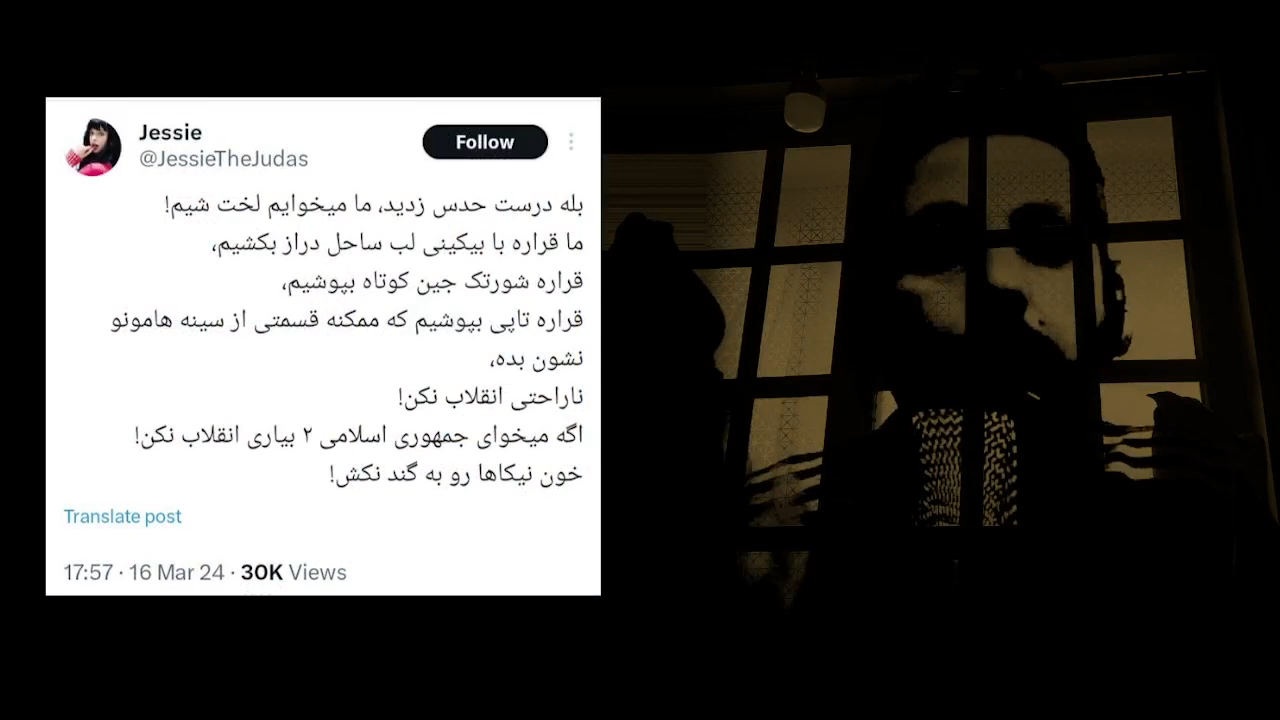 Jessie
Follow
@JessieTheJudas
بله درست حدس زدید، ما میخوایم لخت شیم!
ما قراره با بیکینی لب ساحل دراز بکشیم،
قراره شورتک جین کوتاه بپوشیم،
قراره تاپی بپوشیم که ممکنه قسمتی از سینه هامونو
نشون بده،
ناراحتی انقلاب نکن!
اگه میخوای جمهوری اسلامی ۲ بیاری انقلاب نکن!
خون نیکاها رو به گند نکش!
Translate post
17:57 · 16 Mar 24 · 30K Views